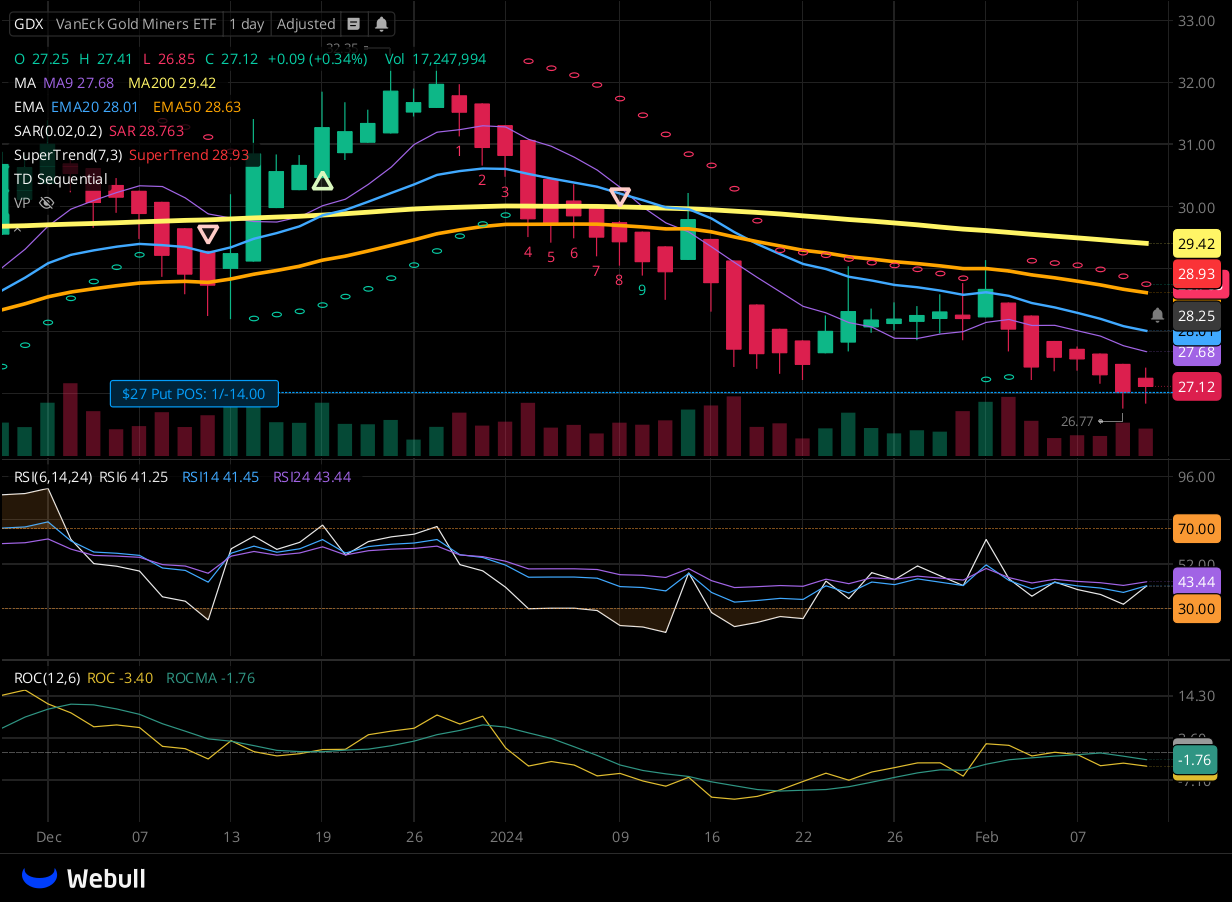 GDX VanEck Gold Miners ETF 1 day Adjusted
O 27.25 H 27.41 L 26.85 C 27.12 +0.09 (+0.34%) Vol 17,247,994
MA MA9 27.68 MA200 29.42
EMA EMA20 28.01 EMA50 28.63
SAR(0.02,0.2) SAR 28.763
SuperTrend(7,3) SuperTrend 28.93
TD Sequential
VP
33.00
32.00
31.00
30.00
29.42
28.93
28.25
28.01
27.68
27.12
1
2
3
4
5
6
7
8
9
$27 Put POS: 1/-14.00
26.77
RSI(6,14,24) RSI6 41.25 RSI14 41.45 RSI24 43.44
96.00
70.00
52.00
43.44
30.00
ROC(12,6) ROC -3.40 ROCMA -1.76
14.30
-1.76
Dec 07 13 19 26 2024 09 16 22 26 Feb 07
Webull